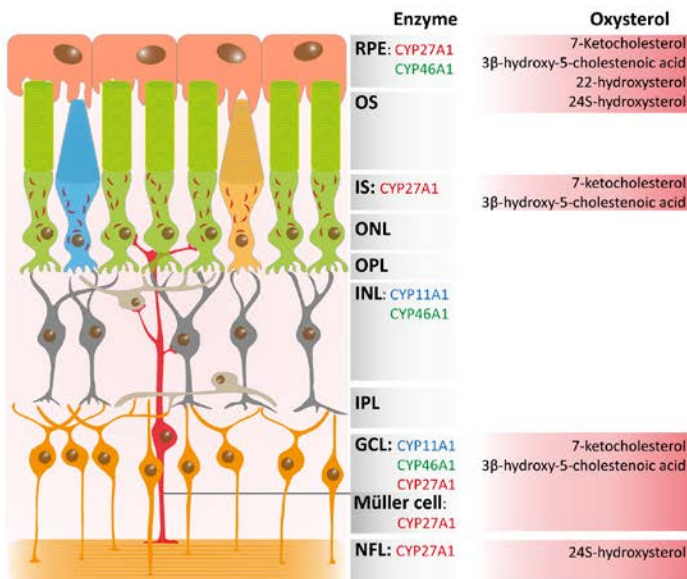 Enzyme Oxysterol
RPE: CYP27A1 7-Ketocholesterol
CYP46A1 3β-hydroxy-5-cholestenoic acid
22-hydroxysterol
OS 24S-hydroxysterol
IS: CYP27A1 7-ketocholesterol
3β-hydroxy-5-cholestenoic acid
ONL
OPL
INL: CYP11A1
CYP46A1
IPL
GCL: CYP11A1 7-ketocholesterol
CYP46A1 3β-hydroxy-5-cholestenoic acid
CYP27A1
Müller cell:
CYP27A1
NFL: CYP27A1 24S-hydroxysterol